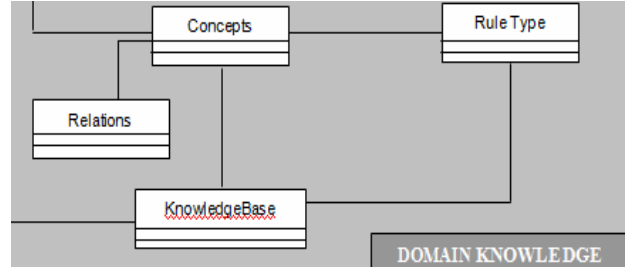 Concepts
Rule Type
Relations
KnowledgeBase
DOMAIN KNOWLEDGE